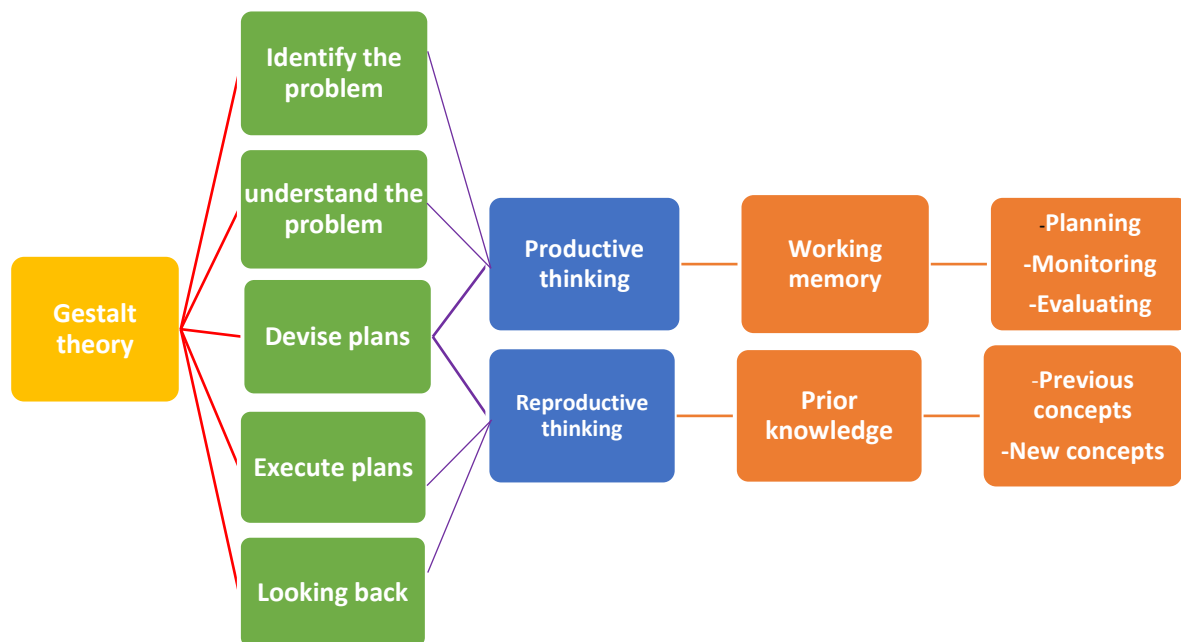 Identify the
problem
understand the
problem
Devise plans
Execute plans
Looking back
Gestalt
theory
Productive
thinking
Reproductive
thinking
Working
memory
Prior
knowledge
-Planning
-Monitoring
-Evaluating
-Previous
concepts
-New concepts